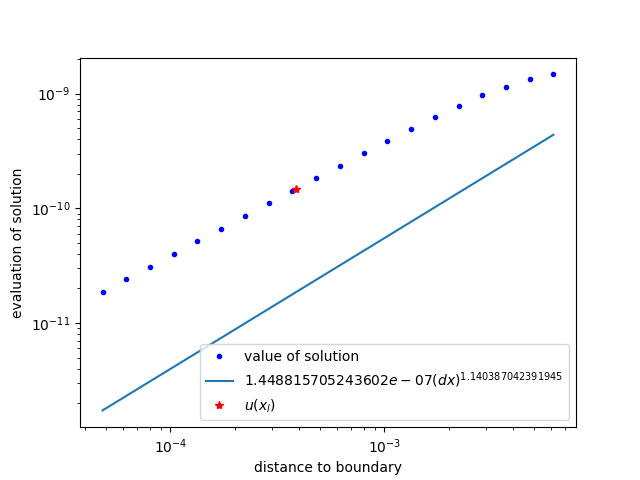 10⁻⁹
10⁻¹⁰
10⁻¹¹
evaluation of solution
value of solution
1.448815705243602e − 07(dx)^1.140387042391945
u(x_l)
10⁻⁴
10⁻³
distance to boundary